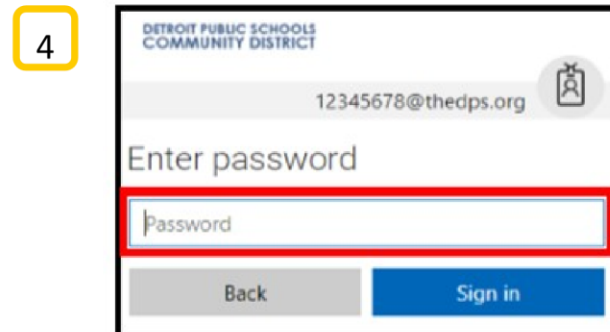 4
DETROIT PUBLIC SCHOOLS
COMMUNITY DISTRICT
12345678@thedps.org
Enter password
Password
Back
Sign in